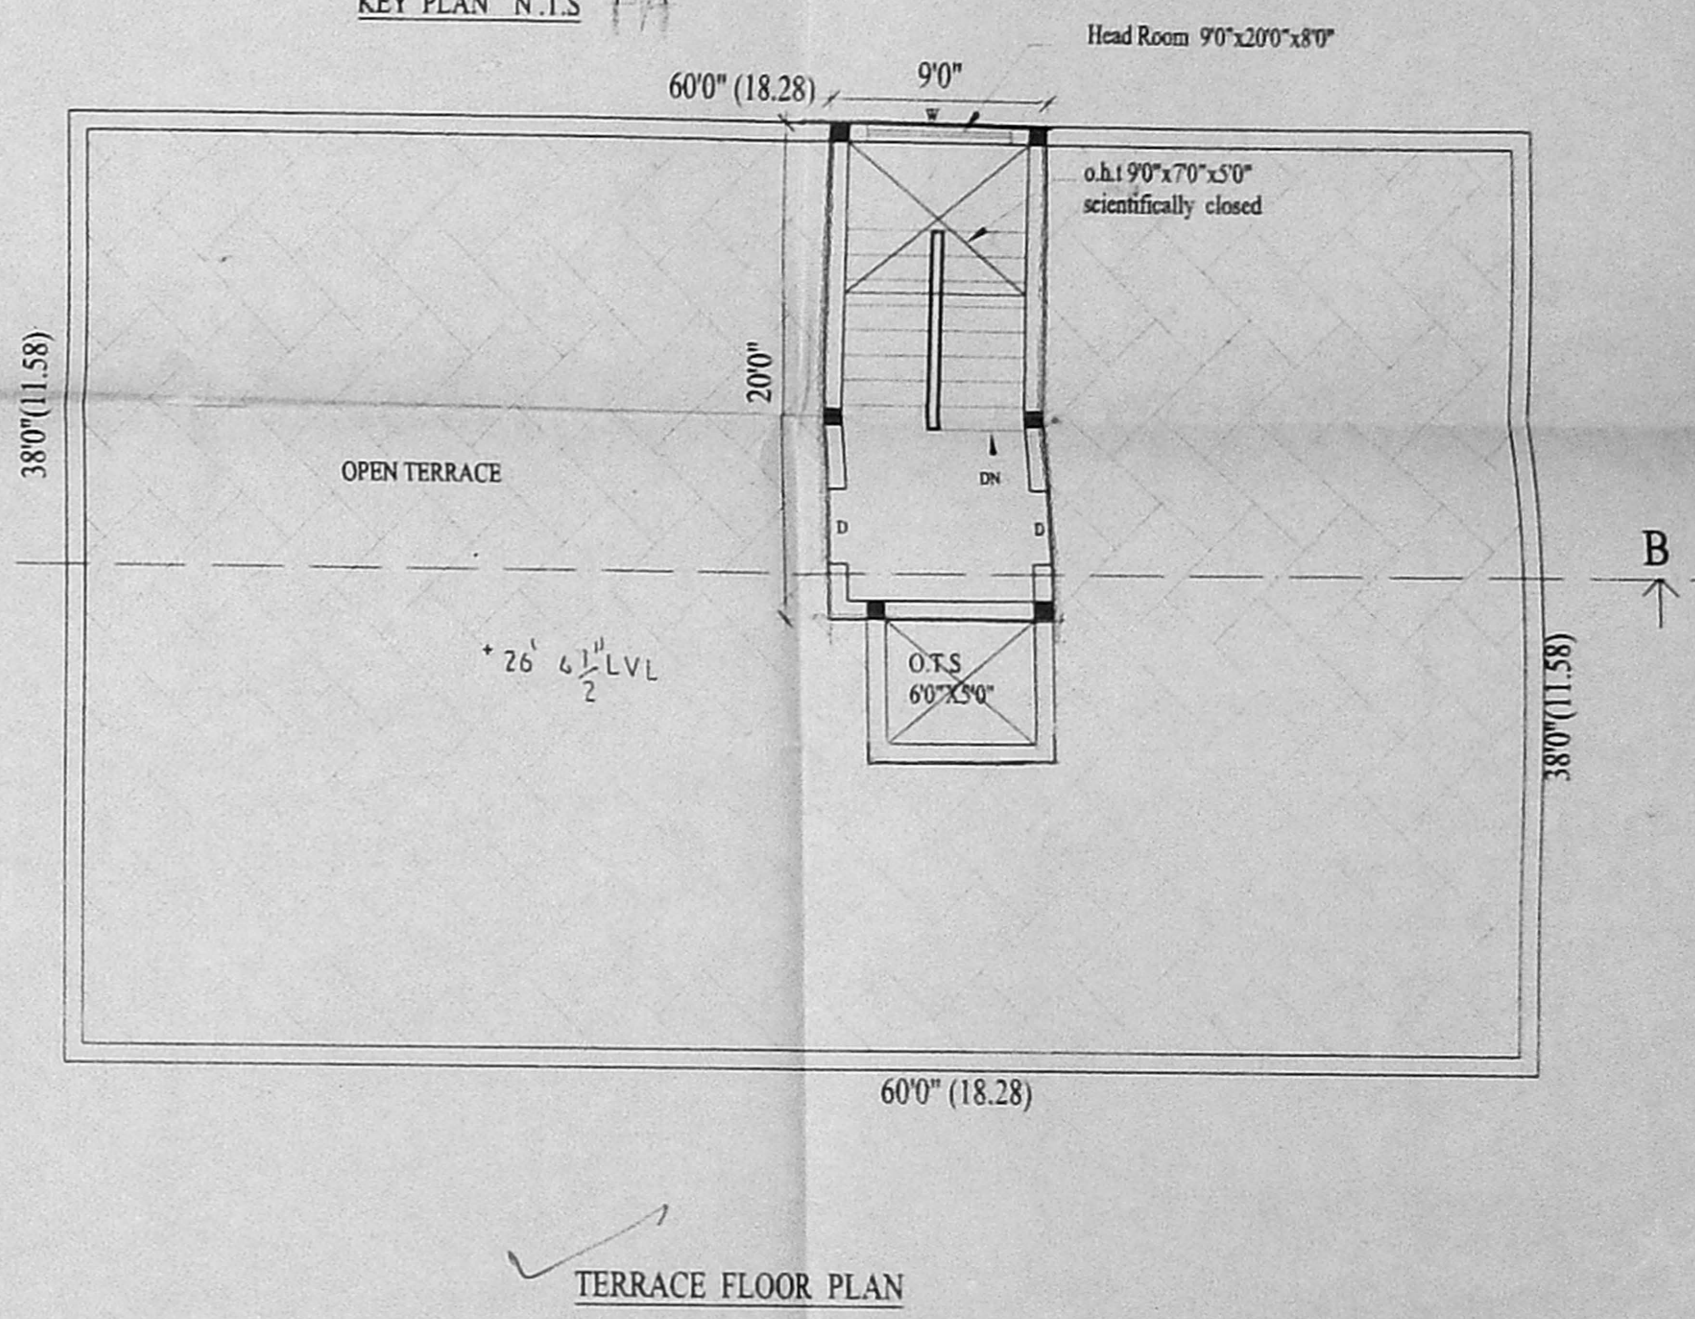 KEY PLAN N.T.S
Head Room 9'0"x20'0"x8'0"
60'0" (18.28)
9'0"
W
o.h.t 9'0"x7'0"x5'0"
scientifically closed
38'0"(11.58)
20'0"
OPEN TERRACE
DN
D
D
B
+ 26' 6 1/2" LVL
O.T.S
6'0"X5'0"
38'0"(11.58)
60'0" (18.28)
TERRACE FLOOR PLAN